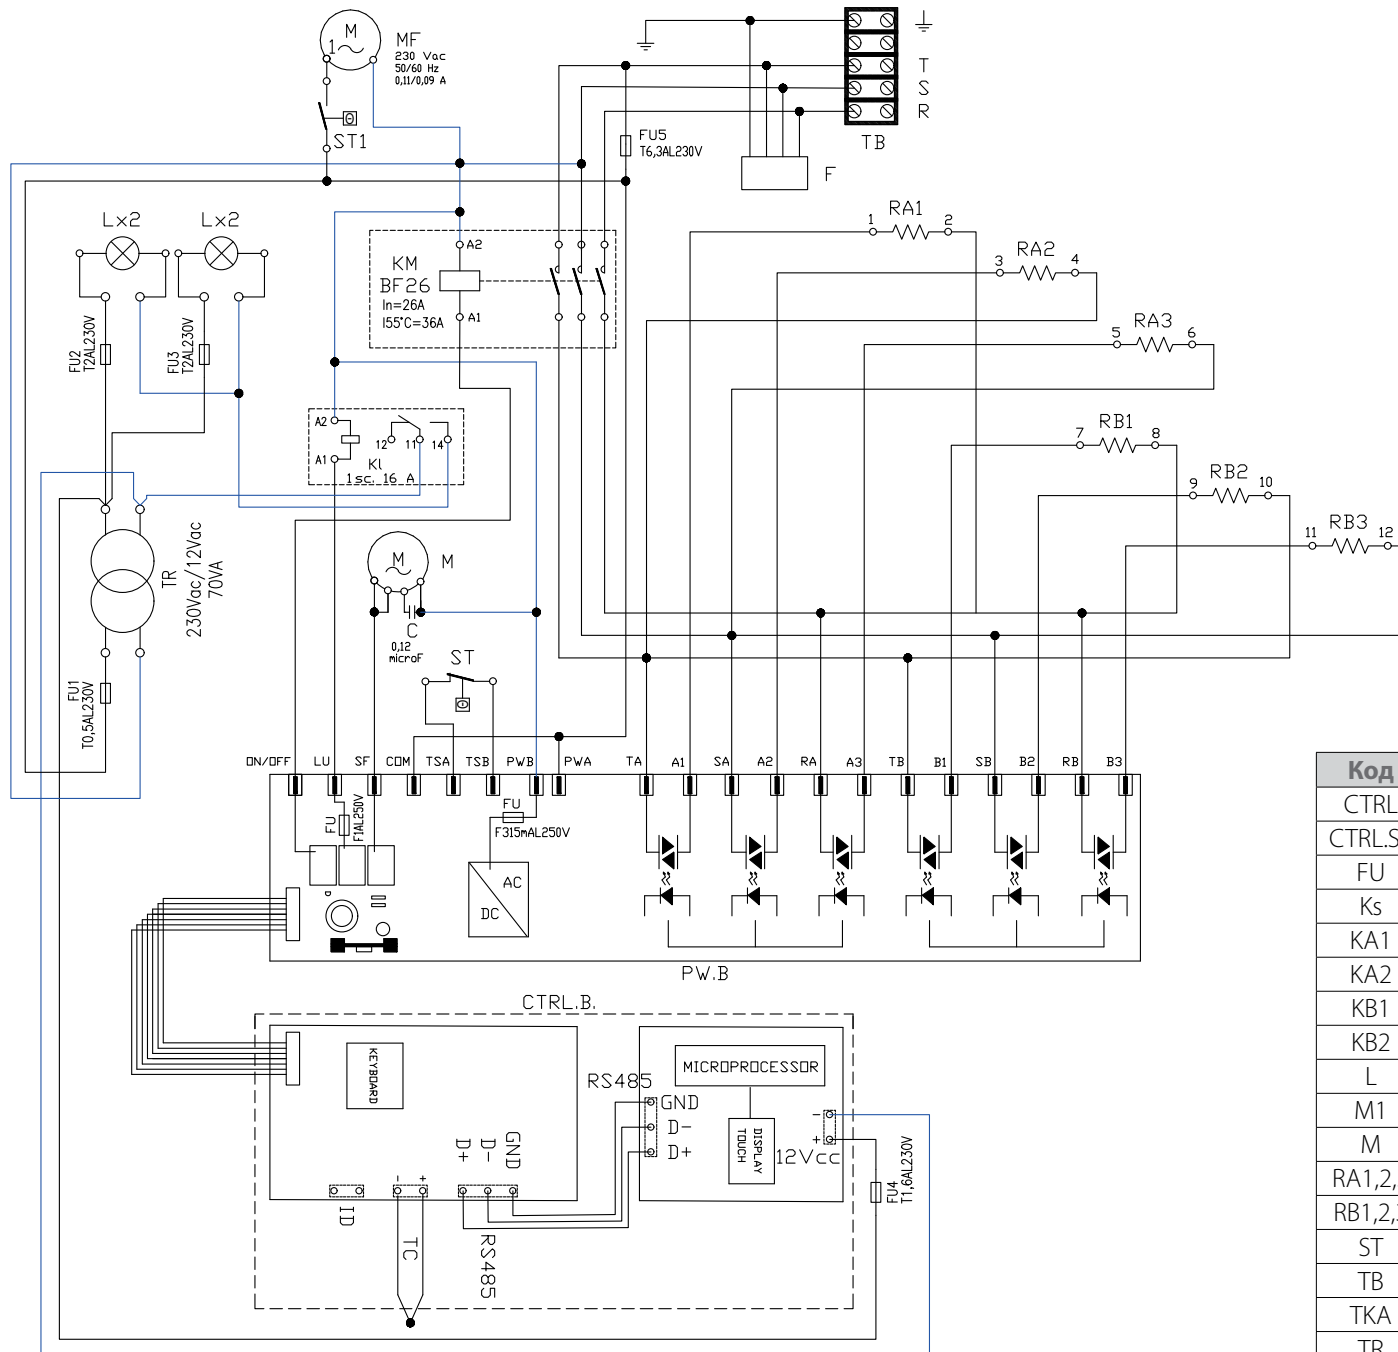 M
1
MF
230 Vac
50/60 Hz
0,11/0,09 A
ST1
T
S
R
TB
FU5
T6,3AL230V
F
Lx2
Lx2
RA1
1 2
RA2
3 4
RA3
5 6
RB1
7 8
RB2
9 10
RB3
11 12
KM
BF26
In=26A
I55°C=36A
A2
A1
FU2
T2AL230V
FU3
T2AL230V
A2
A1
12 11 14
Kl
1sc. 16 A
TR
230Vac/12Vac
70VA
M
M
C
0,12
microF
ST
FU1
T0,5AL230V
ON/OFF LU SF COM TSA TSB PWB PWA TA A1 SA A2 RA A3 TB B1 SB B2 RB B3
FU
F1AL250V
FU
F315mAL250V
AC
DC
PW.B
CTRL.B.
KEYBOARD
MICROPROCESSOR
RS485
GND
D-
D+
DISPLAY
TOUCH
-
+
12Vcc
FU4
T1,6AL230V
D+
D-
GND
- +
ID
TC
RS485
Код
CTRL
CTRL.S
FU
Ks
KA1
KA2
KB1
KB2
L
M1
M
RA1,2,
RB1,2,
ST
TB
TKA
TR